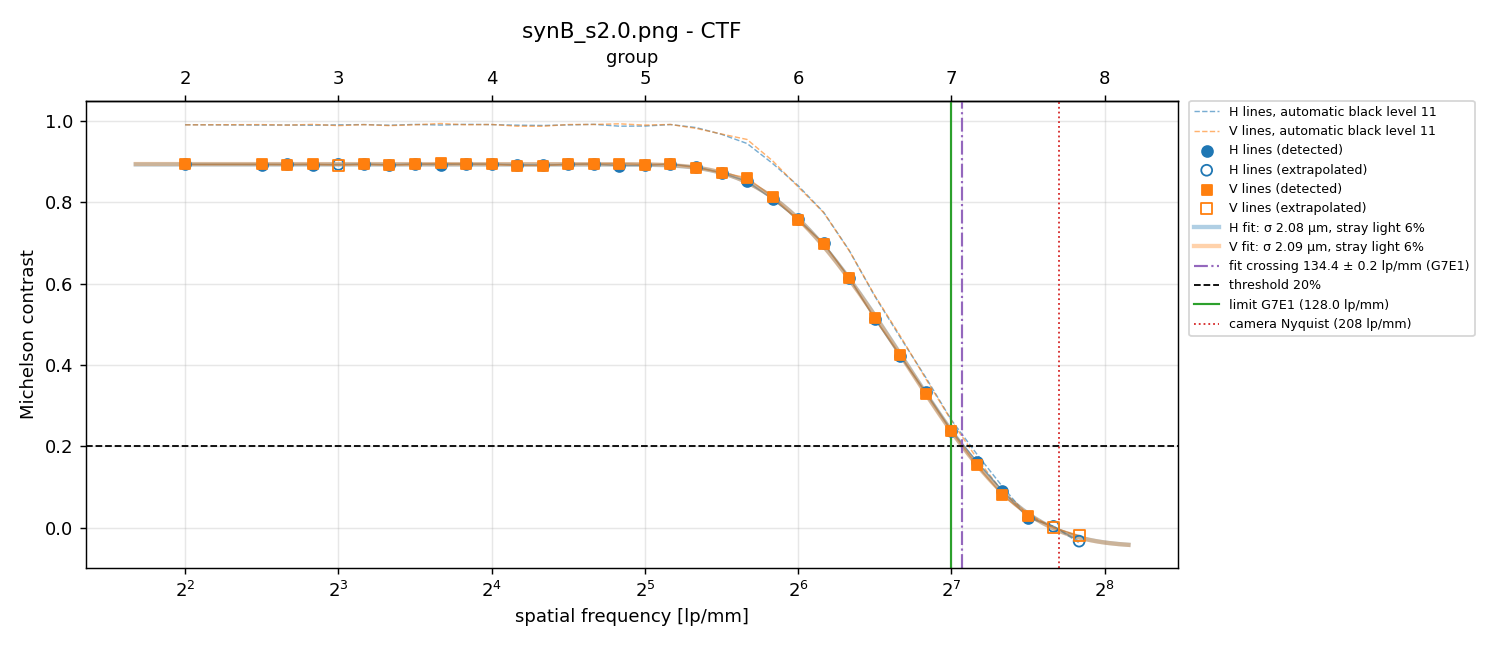 synB_s2.0.png - CTF
group
2 3 4 5 6 7 8
1.0
0.8
0.6
0.4
0.2
0.0
Michelson contrast
2² 2³ 2⁴ 2⁵ 2⁶ 2⁷ 2⁸
spatial frequency [lp/mm]
H lines, automatic black level 11
V lines, automatic black level 11
H lines (detected)
H lines (extrapolated)
V lines (detected)
V lines (extrapolated)
H fit: σ 2.08 µm, stray light 6%
V fit: σ 2.09 µm, stray light 6%
fit crossing 134.4 ± 0.2 lp/mm (G7E1)
threshold 20%
limit G7E1 (128.0 lp/mm)
camera Nyquist (208 lp/mm)